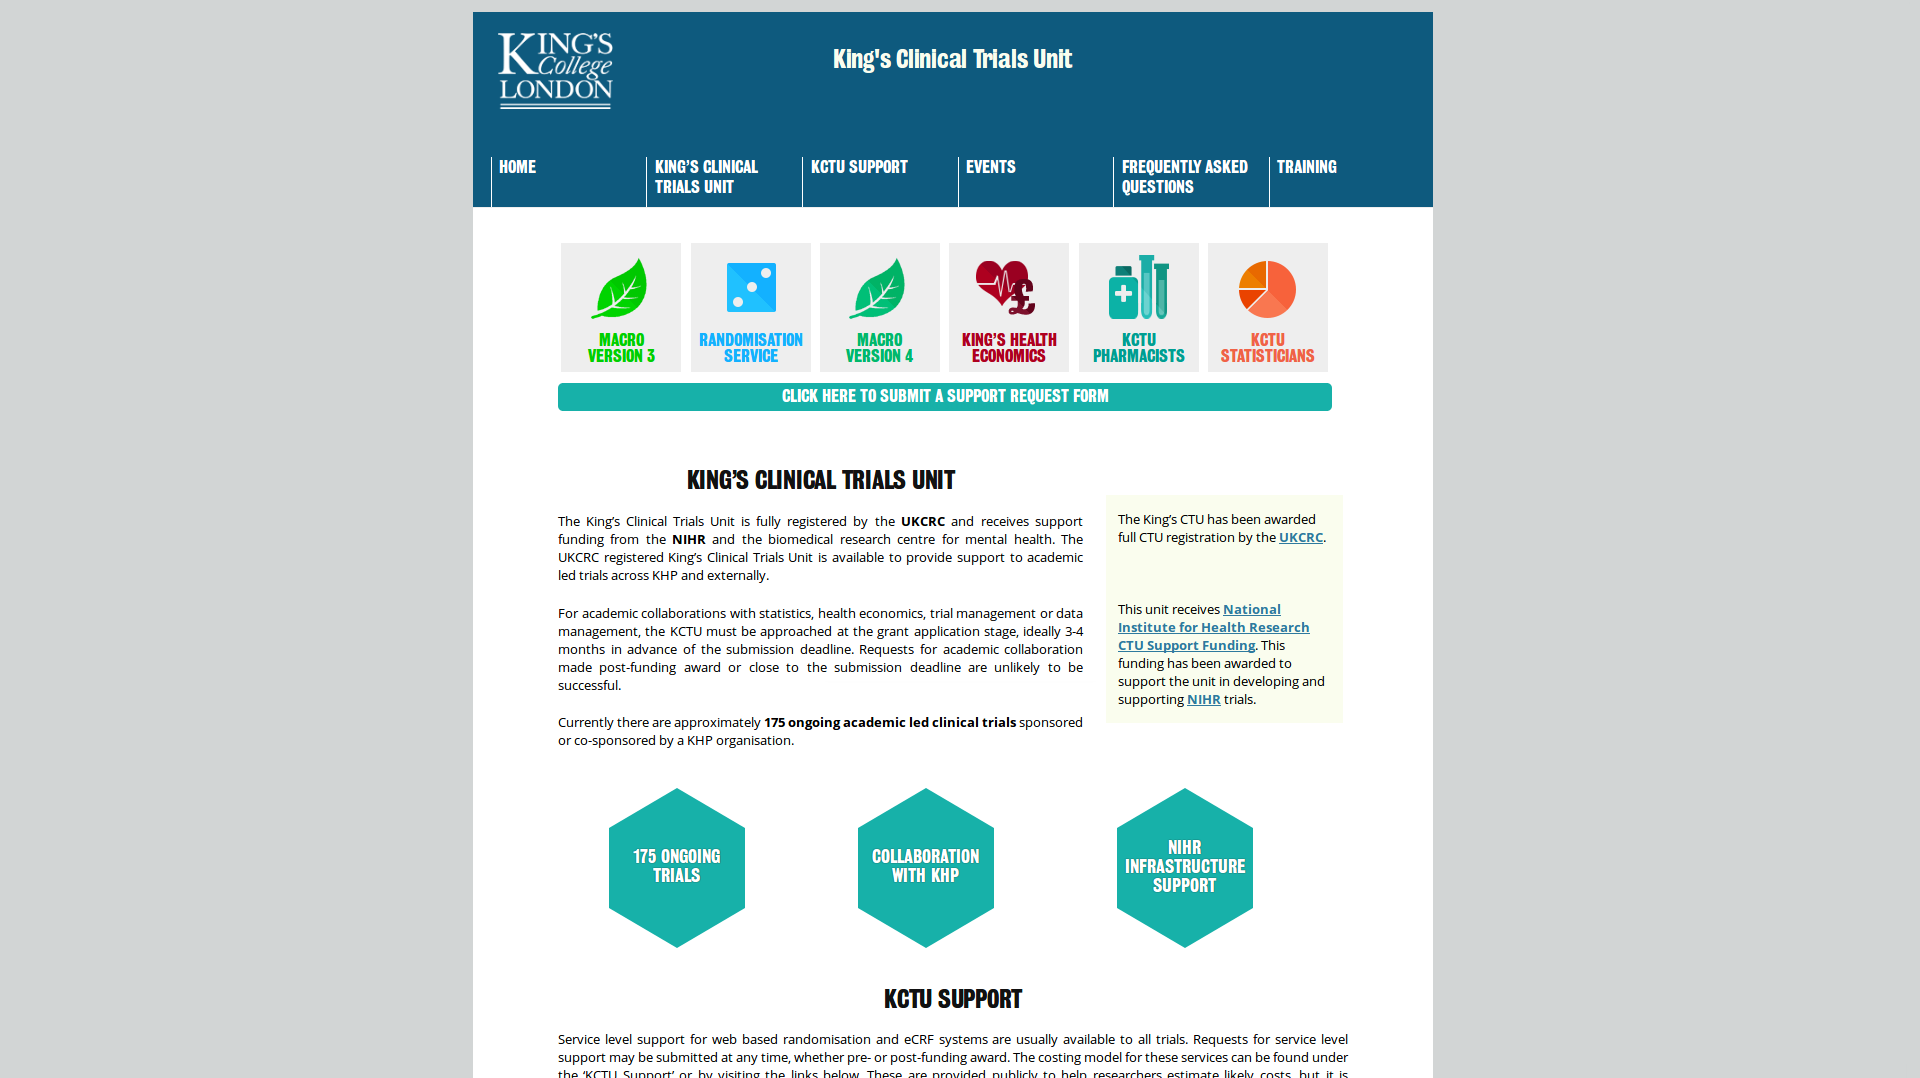 KING'S
College
LONDON
King's Clinical Trials Unit
HOME
KING’S CLINICAL
TRIALS UNIT
KCTU SUPPORT
EVENTS
FREQUENTLY ASKED
QUESTIONS
TRAINING
MACRO
VERSION 3
RANDOMISATION
SERVICE
MACRO
VERSION 4
KING’S HEALTH
ECONOMICS
KCTU
PHARMACISTS
KCTU
STATISTICIANS
CLICK HERE TO SUBMIT A SUPPORT REQUEST FORM
KING’S CLINICAL TRIALS UNIT
The King’s Clinical Trials Unit is fully registered by the UKCRC and receives support
funding from the NIHR and the biomedical research centre for mental health. The
UKCRC registered King’s Clinical Trials Unit is available to provide support to academic
led trials across KHP and externally.
For academic collaborations with statistics, health economics, trial management or data
management, the KCTU must be approached at the grant application stage, ideally 3-4
months in advance of the submission deadline. Requests for academic collaboration
made post-funding award or close to the submission deadline are unlikely to be
successful.
Currently there are approximately 175 ongoing academic led clinical trials sponsored
or co-sponsored by a KHP organisation.
The King’s CTU has been awarded
full CTU registration by the UKCRC.
This unit receives National
Institute for Health Research
CTU Support Funding. This
funding has been awarded to
support the unit in developing and
supporting NIHR trials.
175 ONGOING
TRIALS
COLLABORATION
WITH KHP
NIHR
INFRASTRUCTURE
SUPPORT
KCTU SUPPORT
Service level support for web based randomisation and eCRF systems are usually available to all trials. Requests for service level
support may be submitted at any time, whether pre- or post-funding award. The costing model for these services can be found under
the ‘KCTU Support’ or by visiting the links below. These are provided publicly to help researchers estimate likely costs, but it is